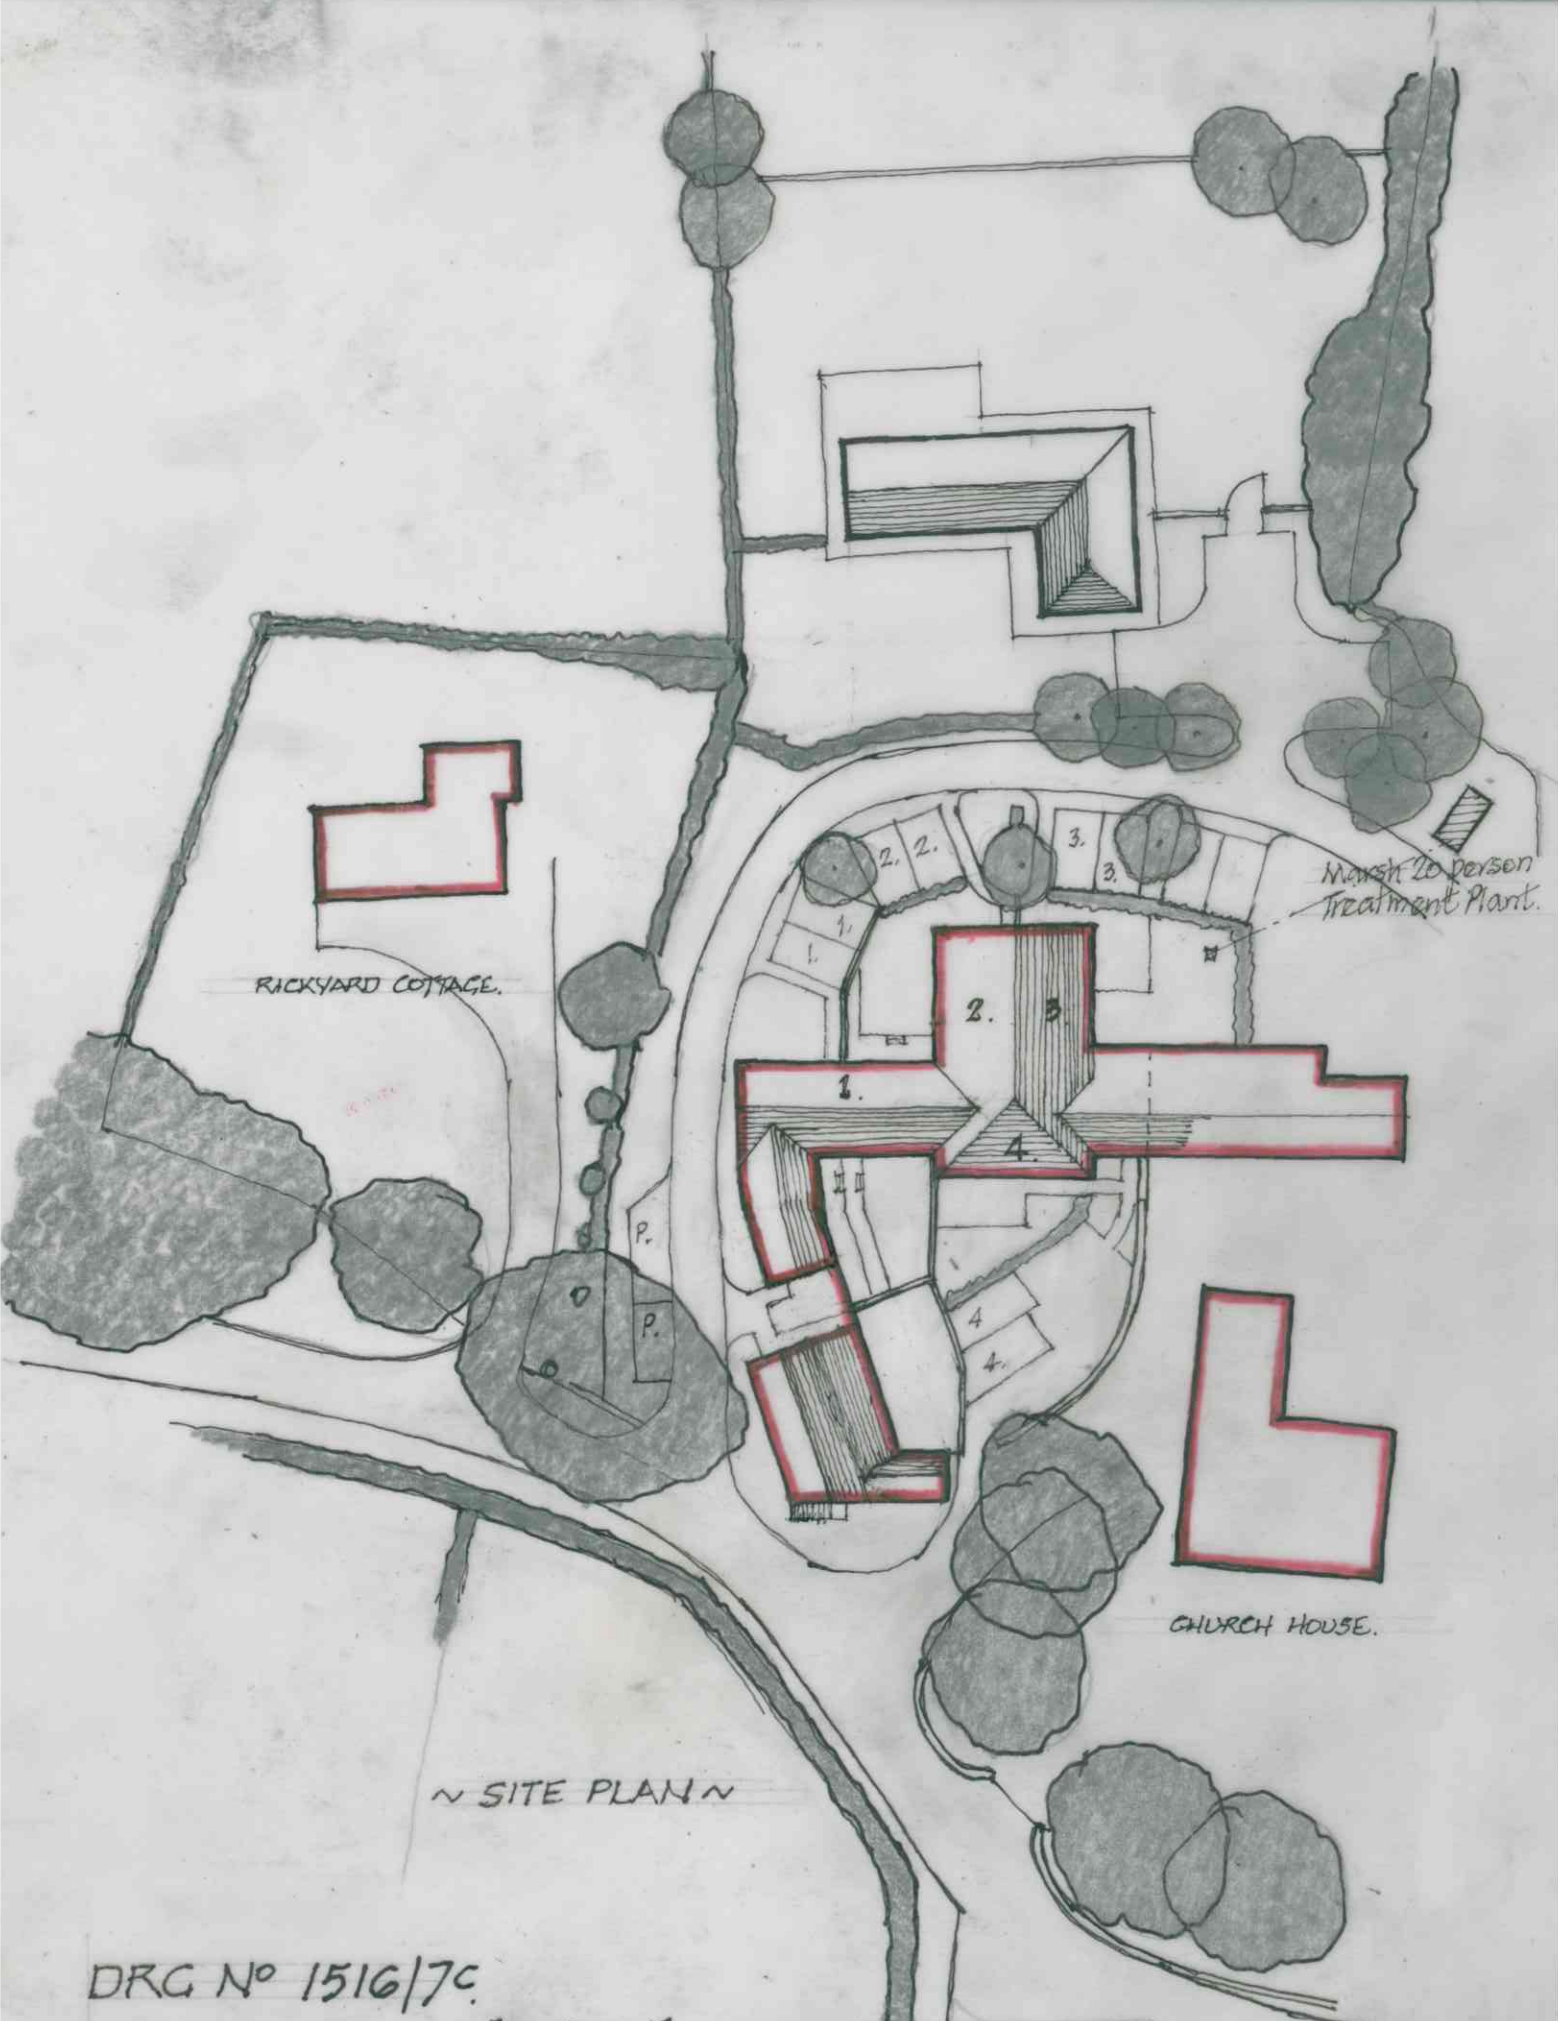 2. 2.
3.
3.
1.
1.
Marsh 20 person
Treatment Plant.
RICKYARD COTTAGE.
2. 3
1.
4.
P.
P.
4
4.
CHURCH HOUSE.
~ SITE PLAN ~
DRG Nº 1516/7C.